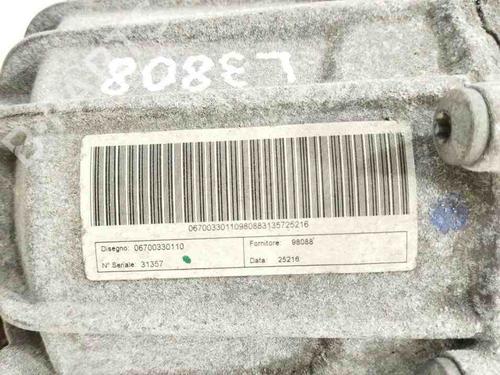 L3808
06700330110980883135725216
Disegno: 06700330110
Fornitore: 98088
N° Seriale: 31357
Data: 25216